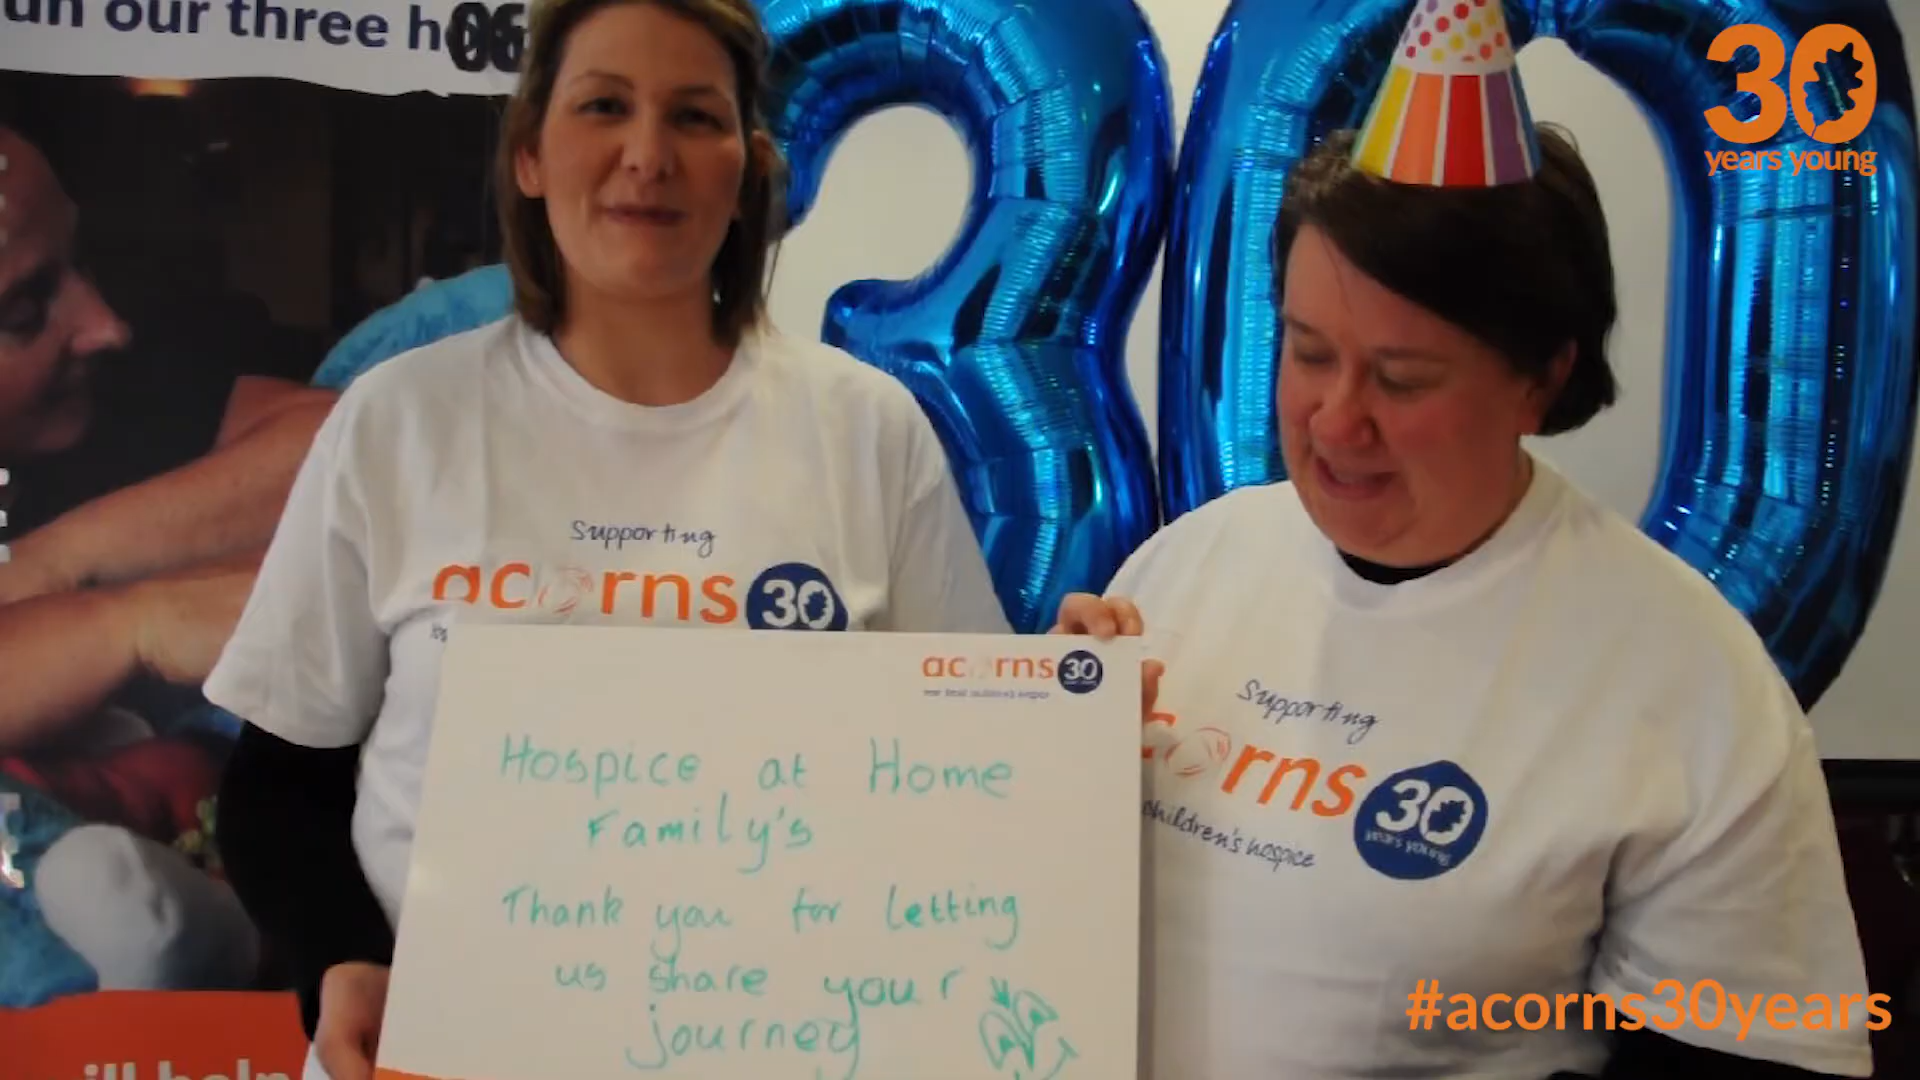 un our three h
30
years young
Supporting
acorns 30
acorns 30
Supporting
rns 30
years young
children's hospice
Hospice at Home
Family's
Thank you for letting
us share your
journey
#acorns30years